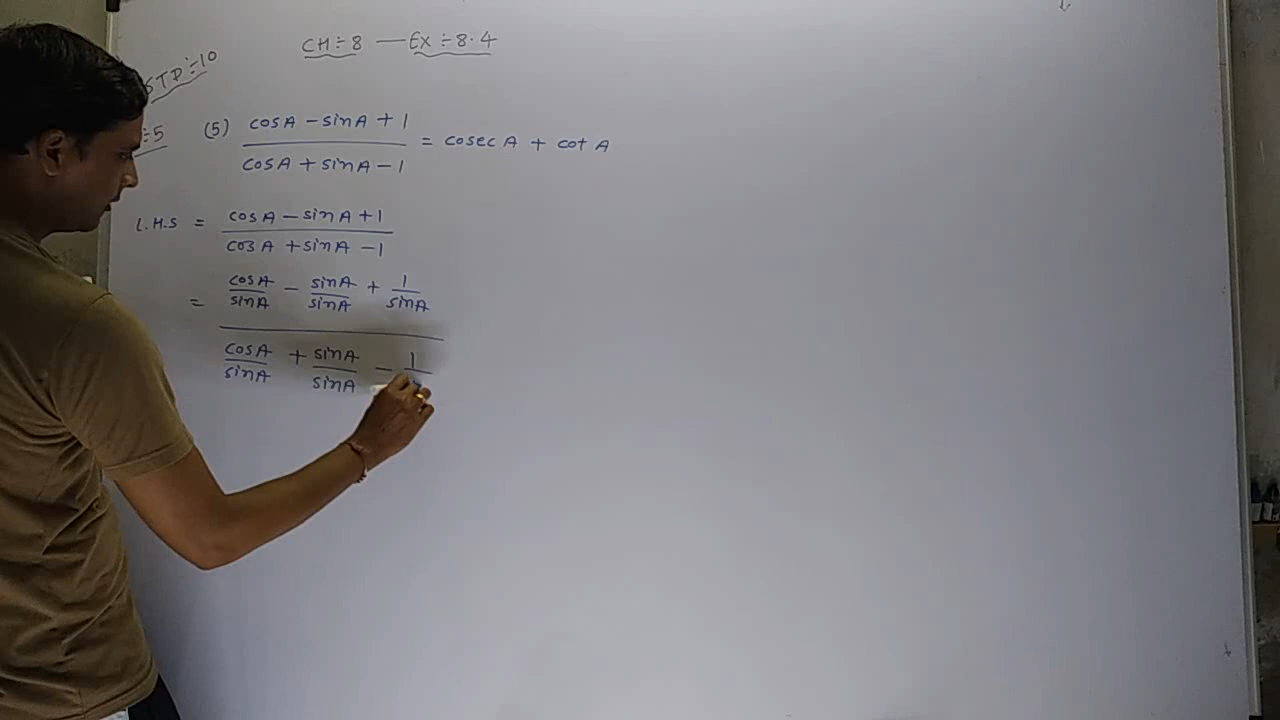 CH÷8 — Ex÷8.4
STD÷10
÷5 (5) cosA - sinA + 1 / cosA + sinA - 1 = cosec A + cot A
L.H.S = cosA - sinA + 1 / cosA + sinA - 1
= cosA/sinA - sinA/sinA + 1/sinA
cosA/sinA + sinA/sinA - 1